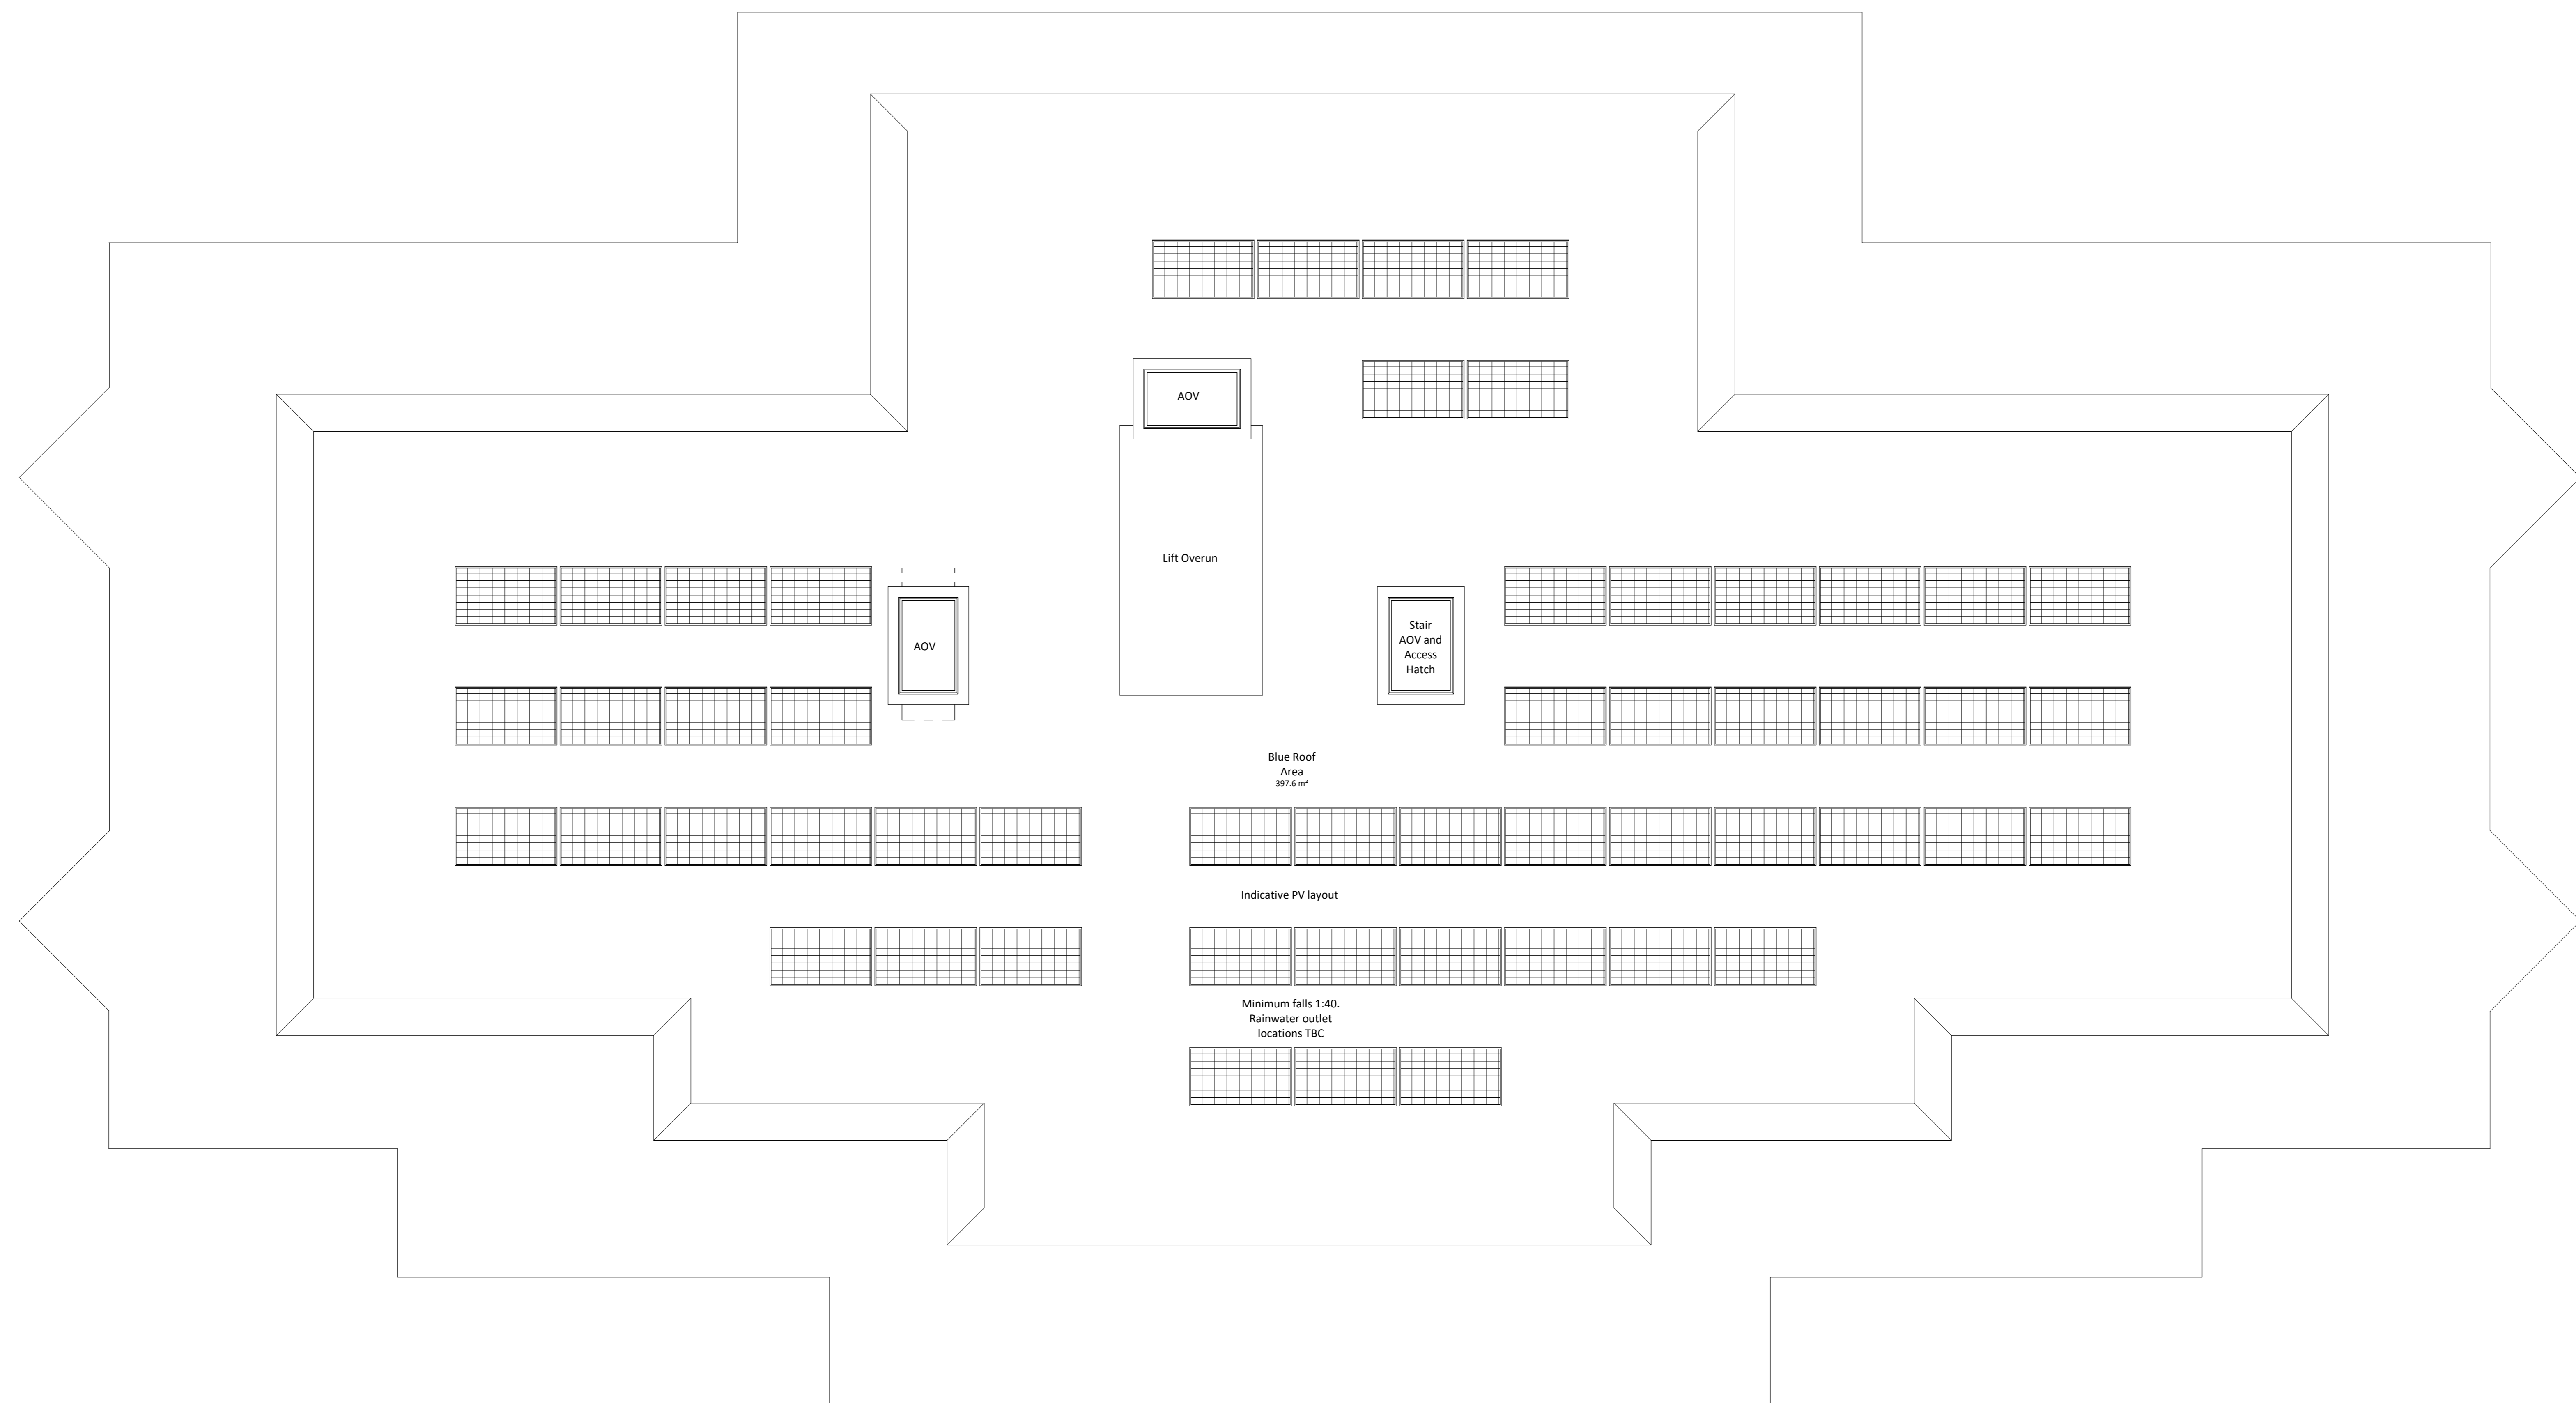 AOV
Lift Overun
AOV
Stair
AOV and
Access
Hatch
Blue Roof
Area
397.6 m²
Indicative PV layout
Minimum falls 1:40.
Rainwater outlet
locations TBC